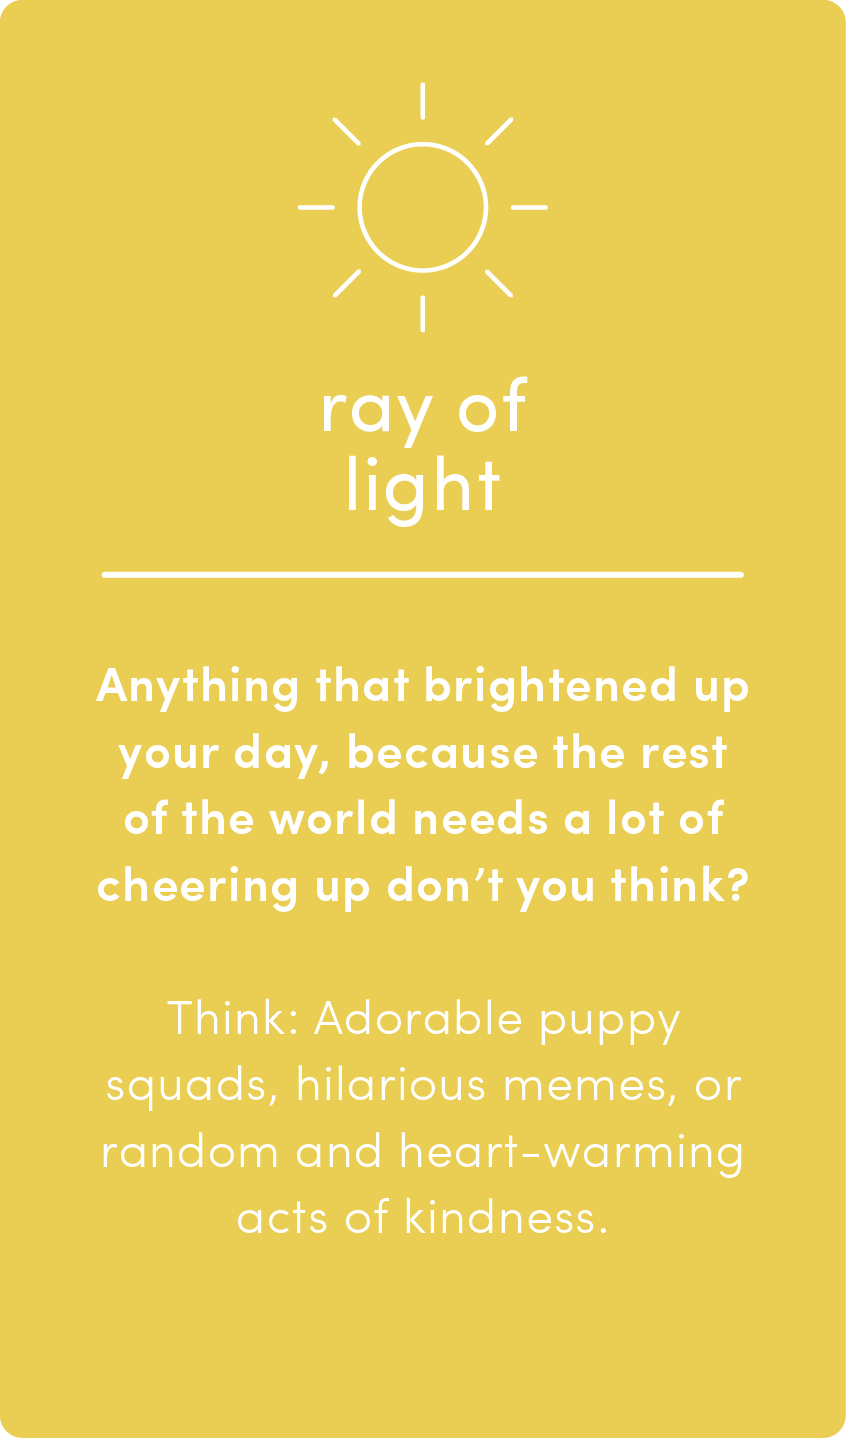 ray of
light
Anything that brightened up
your day, because the rest
of the world needs a lot of
cheering up don’t you think?
Think: Adorable puppy
squads, hilarious memes, or
random and heart-warming
acts of kindness.